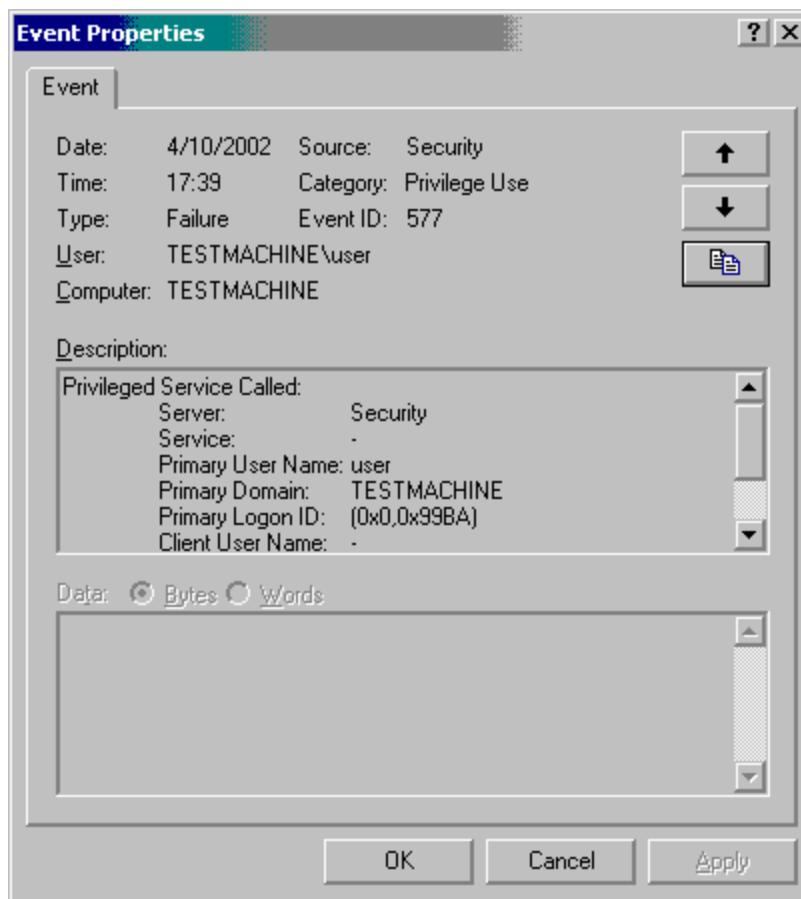 Event Properties
Event
Date: 4/10/2002 Source: Security
Time: 17:39 Category: Privilege Use
Type: Failure Event ID: 577
User: TESTMACHINE\user
Computer: TESTMACHINE
Description:
Privileged Service Called:
Server: Security
Service: -
Primary User Name: user
Primary Domain: TESTMACHINE
Primary Logon ID: (0x0,0x99BA)
Client User Name: -
Data: Bytes Words
OK Cancel Apply